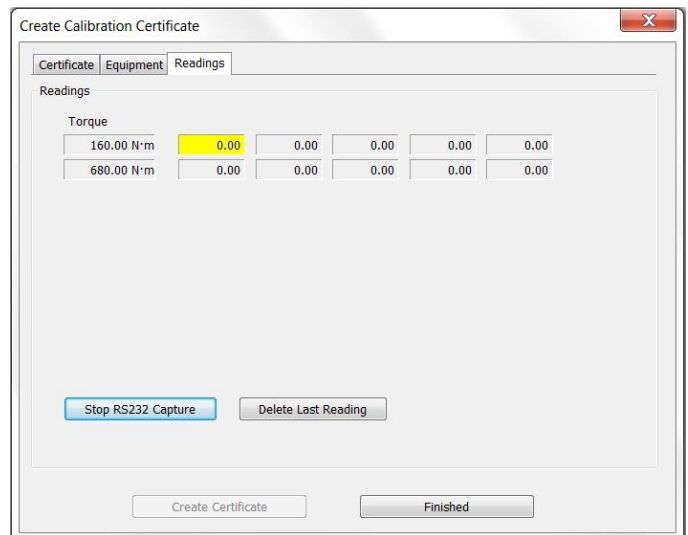 Create Calibration Certificate
X
Certificate Equipment Readings
Readings
Torque
160.00 N·m 0.00 0.00 0.00 0.00 0.00
680.00 N·m 0.00 0.00 0.00 0.00 0.00
Stop RS232 Capture Delete Last Reading
Create Certificate Finished